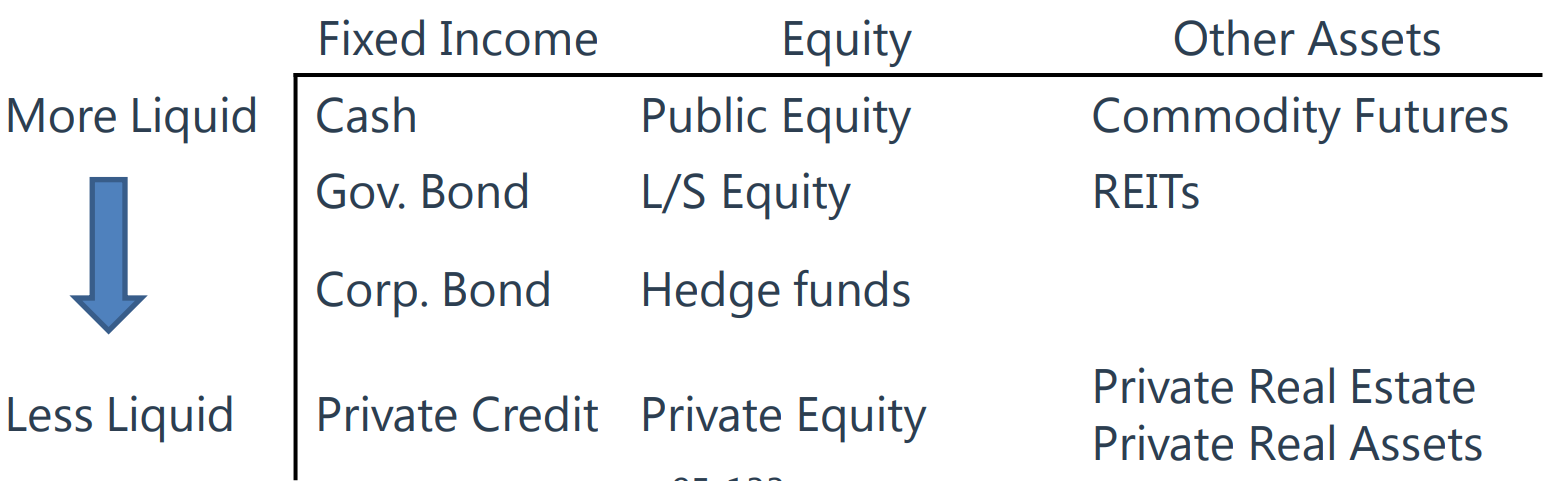 Fixed Income Equity Other Assets
More Liquid Cash Public Equity Commodity Futures
Gov. Bond L/S Equity REITs
Corp. Bond Hedge funds
Less Liquid Private Credit Private Equity Private Real Estate
Private Real Assets